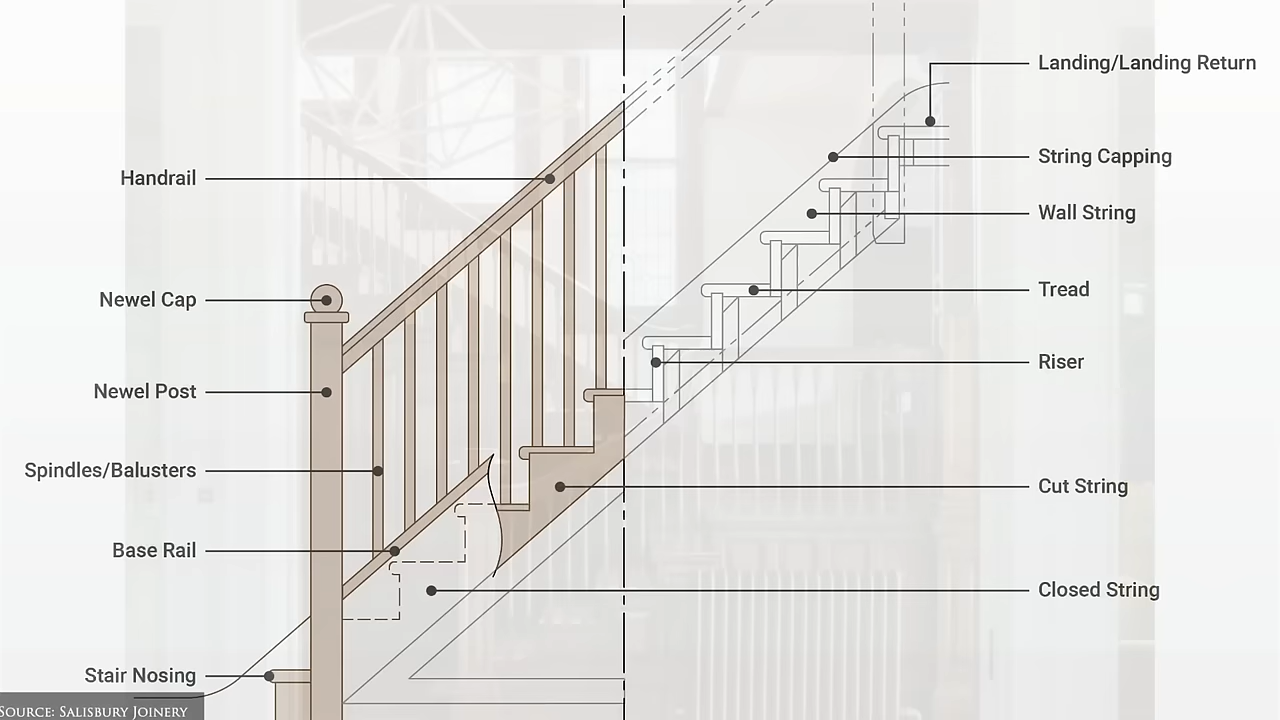 Handrail
Newel Cap
Newel Post
Spindles/Balusters
Base Rail
Stair Nosing
Landing/Landing Return
String Capping
Wall String
Tread
Riser
Cut String
Closed String
Source: Salisbury Joinery